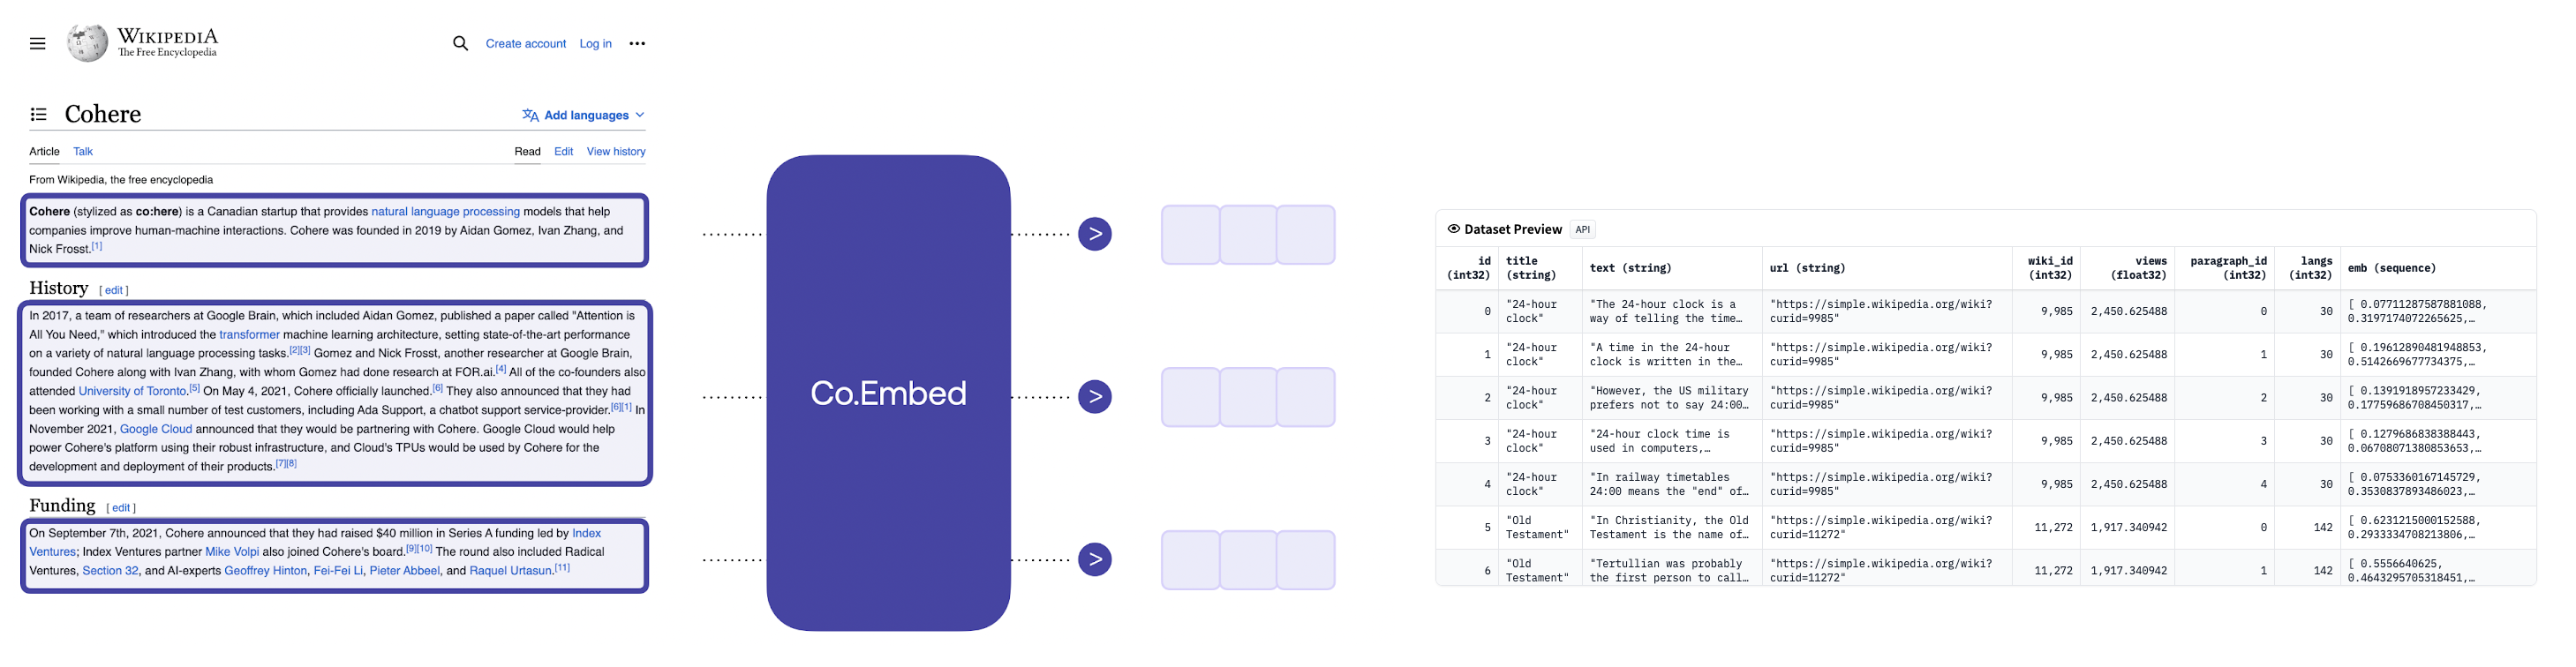 WIKIPEDIA
The Free Encyclopedia
Create account Log in
Cohere
Add languages
Article Talk Read Edit View history
From Wikipedia, the free encyclopedia
Cohere (stylized as co:here) is a Canadian startup that provides natural language processing models that help
companies improve human-machine interactions. Cohere was founded in 2019 by Aidan Gomez, Ivan Zhang, and
Nick Frosst.[1]
History [ edit ]
In 2017, a team of researchers at Google Brain, which included Aidan Gomez, published a paper called "Attention is
All You Need," which introduced the transformer machine learning architecture, setting state-of-the-art performance
on a variety of natural language processing tasks.[2][3] Gomez and Nick Frosst, another researcher at Google Brain,
founded Cohere along with Ivan Zhang, with whom Gomez had done research at FOR.ai.[4] All of the co-founders also
attended University of Toronto.[5] On May 4, 2021, Cohere officially launched.[6] They also announced that they had
been working with a small number of test customers, including Ada Support, a chatbot support service-provider.[6][1] In
November 2021, Google Cloud announced that they would be partnering with Cohere. Google Cloud would help
power Cohere's platform using their robust infrastructure, and Cloud's TPUs would be used by Cohere for the
development and deployment of their products.[7][8]
Funding [ edit ]
On September 7th, 2021, Cohere announced that they had raised $40 million in Series A funding led by Index
Ventures; Index Ventures partner Mike Volpi also joined Cohere's board.[9][10] The round also included Radical
Ventures, Section 32, and AI-experts Geoffrey Hinton, Fei-Fei Li, Pieter Abbeel, and Raquel Urtasun.[11]
Co.Embed
>
>
>
Dataset Preview API
id title text (string) url (string) wiki_id views paragraph_id langs emb (sequence)
(int32) (string) (int32) (float32) (int32) (int32)
0 "24-hour "The 24-hour clock is a "https://simple.wikipedia.org/wiki? 9,985 2,450.625488 0 30 [ 0.07711287587881088,
clock" way of telling the time… curid=9985" 0.3197174072265625,…
1 "24-hour "A time in the 24-hour "https://simple.wikipedia.org/wiki? 9,985 2,450.625488 1 30 [ 0.19612890481948853,
clock" clock is written in the… curid=9985" 0.5142669677734375,…
2 "24-hour "However, the US military "https://simple.wikipedia.org/wiki? 9,985 2,450.625488 2 30 [ 0.1391918957233429,
clock" prefers not to say 24:00… curid=9985" 0.17759686708450317,…
3 "24-hour "24-hour clock time is "https://simple.wikipedia.org/wiki? 9,985 2,450.625488 3 30 [ 0.1279686838388443,
clock" used in computers,… curid=9985" 0.06708071380853653,…
4 "24-hour "In railway timetables "https://simple.wikipedia.org/wiki? 9,985 2,450.625488 4 30 [ 0.0753360167145729,
clock" 24:00 means the "end" of… curid=9985" 0.3530837893486023,…
5 "Old "In Christianity, the Old "https://simple.wikipedia.org/wiki? 11,272 1,917.340942 0 142 [ 0.6231215000152588,
Testament" Testament is the name of… curid=11272" 0.2933334708213806,…
6 "Old "Tertullian was probably "https://simple.wikipedia.org/wiki? 11,272 1,917.340942 1 142 [ 0.5556640625,
Testament" the first person to call… curid=11272" 0.4643295705318451,…